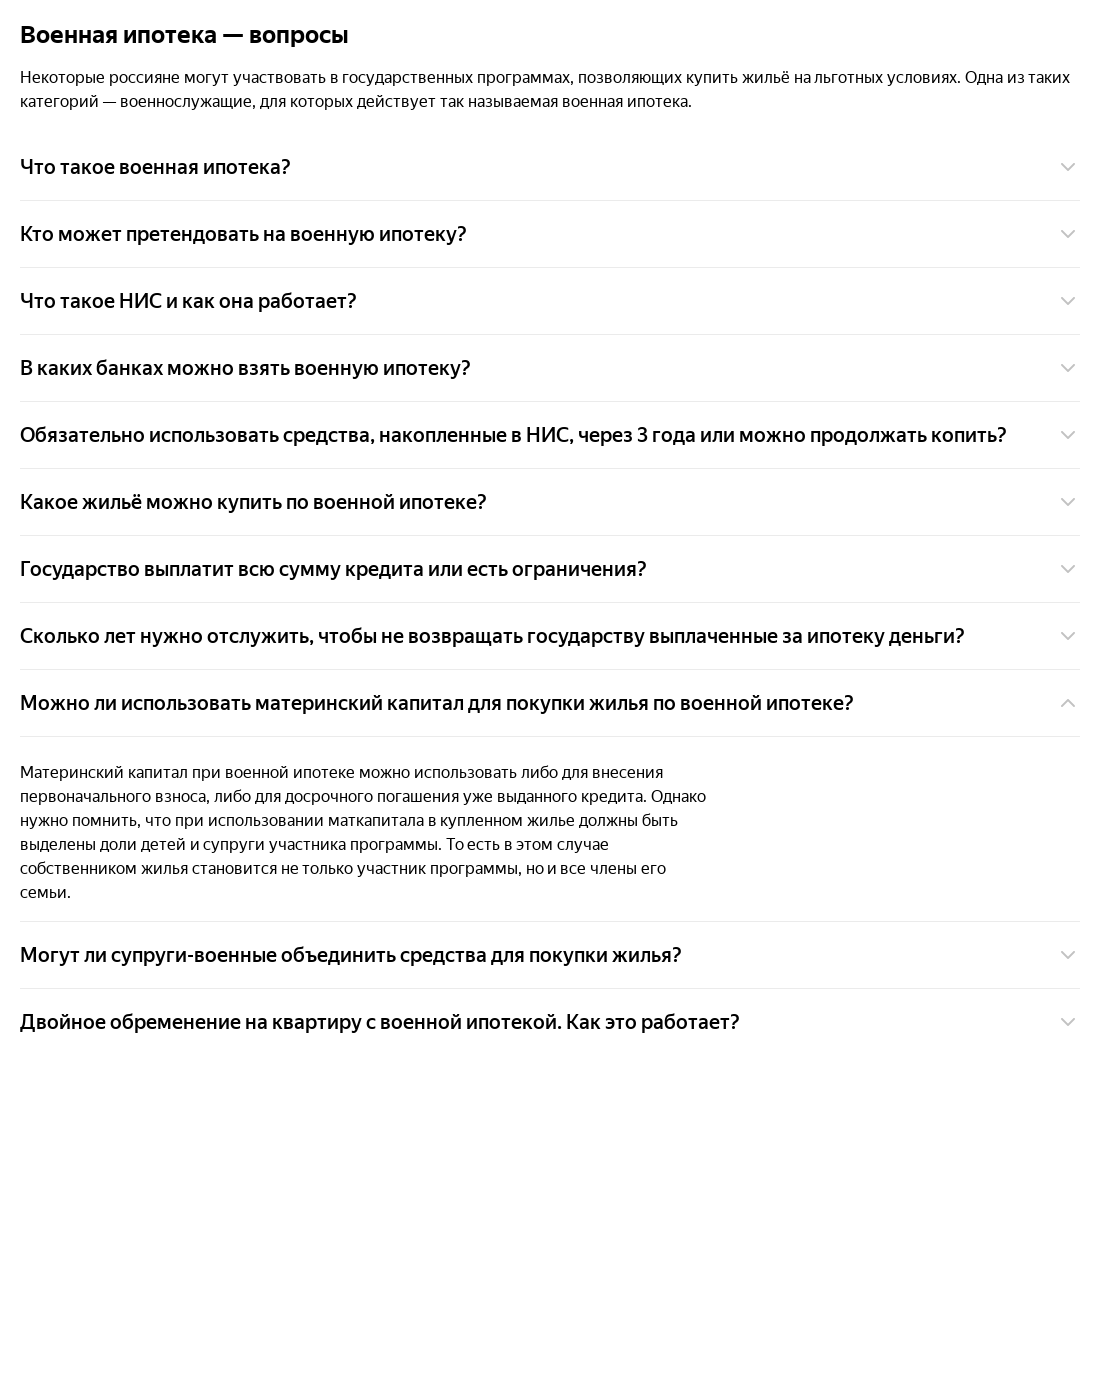 Военная ипотека — вопросы
Некоторые россияне могут участвовать в государственных программах, позволяющих купить жильё на льготных условиях. Одна из таких
категорий — военнослужащие, для которых действует так называемая военная ипотека.
Что такое военная ипотека?
Кто может претендовать на военную ипотеку?
Что такое НИС и как она работает?
В каких банках можно взять военную ипотеку?
Обязательно использовать средства, накопленные в НИС, через 3 года или можно продолжать копить?
Какое жильё можно купить по военной ипотеке?
Государство выплатит всю сумму кредита или есть ограничения?
Сколько лет нужно отслужить, чтобы не возвращать государству выплаченные за ипотеку деньги?
Можно ли использовать материнский капитал для покупки жилья по военной ипотеке?
Материнский капитал при военной ипотеке можно использовать либо для внесения
первоначального взноса, либо для досрочного погашения уже выданного кредита. Однако
нужно помнить, что при использовании маткапитала в купленном жилье должны быть
выделены доли детей и супруги участника программы. То есть в этом случае
собственником жилья становится не только участник программы, но и все члены его
семьи.
Могут ли супруги-военные объединить средства для покупки жилья?
Двойное обременение на квартиру с военной ипотекой. Как это работает?